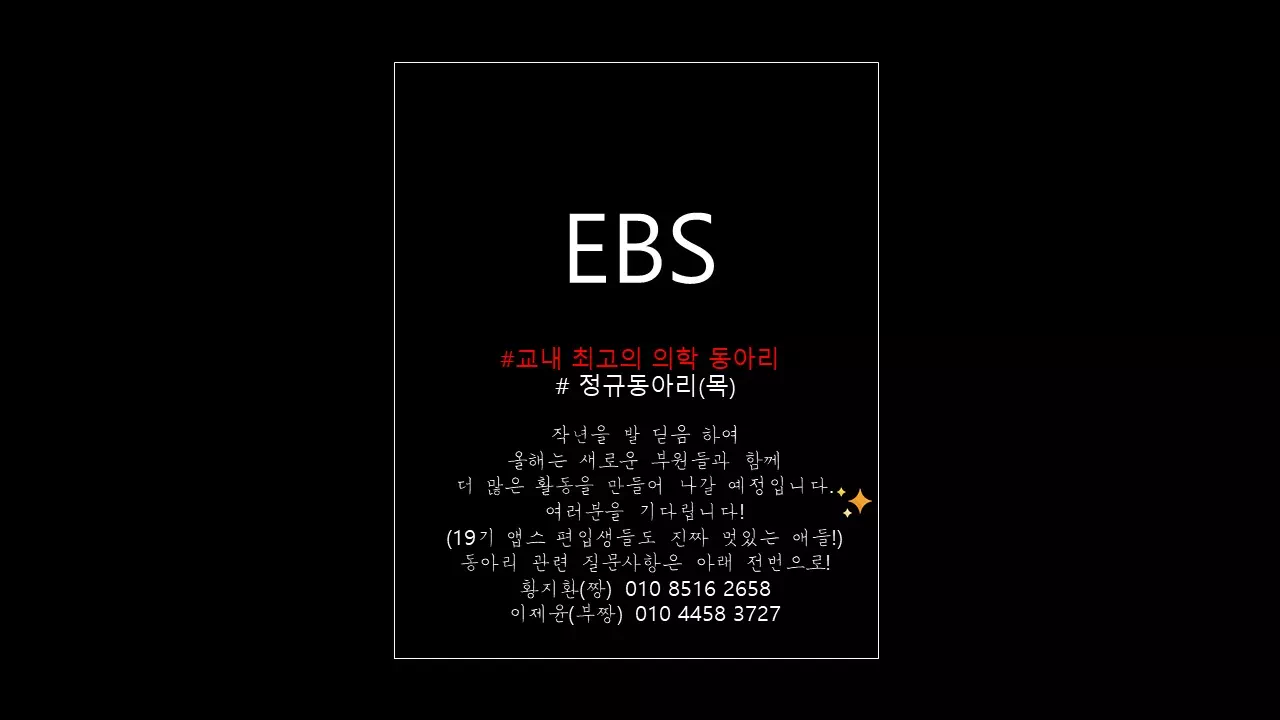 EBS
#교내 최고의 의학 동아리
# 정규동아리(목)
작년을 발 딛음 하여
올해는 새로운 부원들과 함께
더 많은 활동을 만들어 나갈 예정입니다.
여러분을 기다립니다!
(19기 앱스 편입생들도 진짜 멋있는 애들!)
동아리 관련 질문사항은 아래 전번으로!
황지환(짱) 010 8516 2658
이제윤(부짱) 010 4458 3727